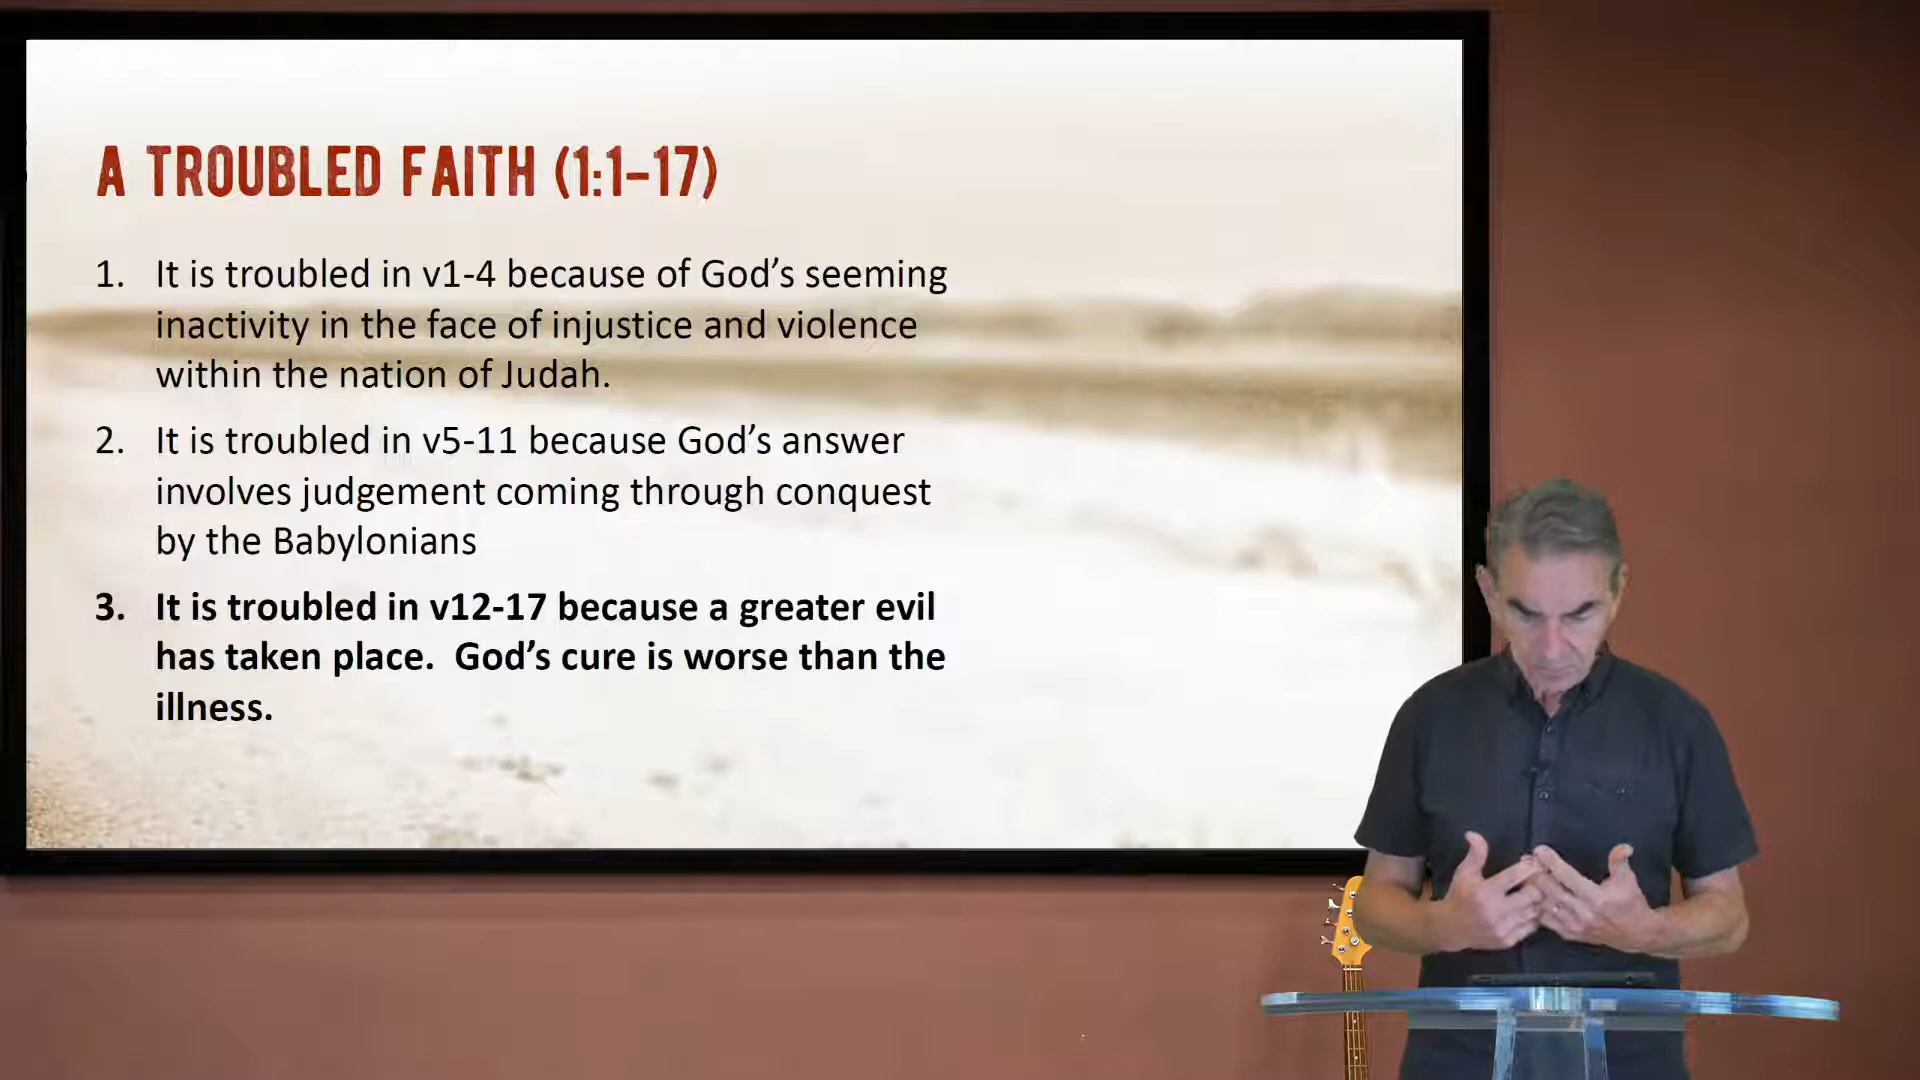 A TROUBLED FAITH (1:1–17)
1. It is troubled in v1-4 because of God’s seeming
inactivity in the face of injustice and violence
within the nation of Judah.
2. It is troubled in v5-11 because God’s answer
involves judgement coming through conquest
by the Babylonians
3. It is troubled in v12-17 because a greater evil
has taken place.  God’s cure is worse than the
illness.